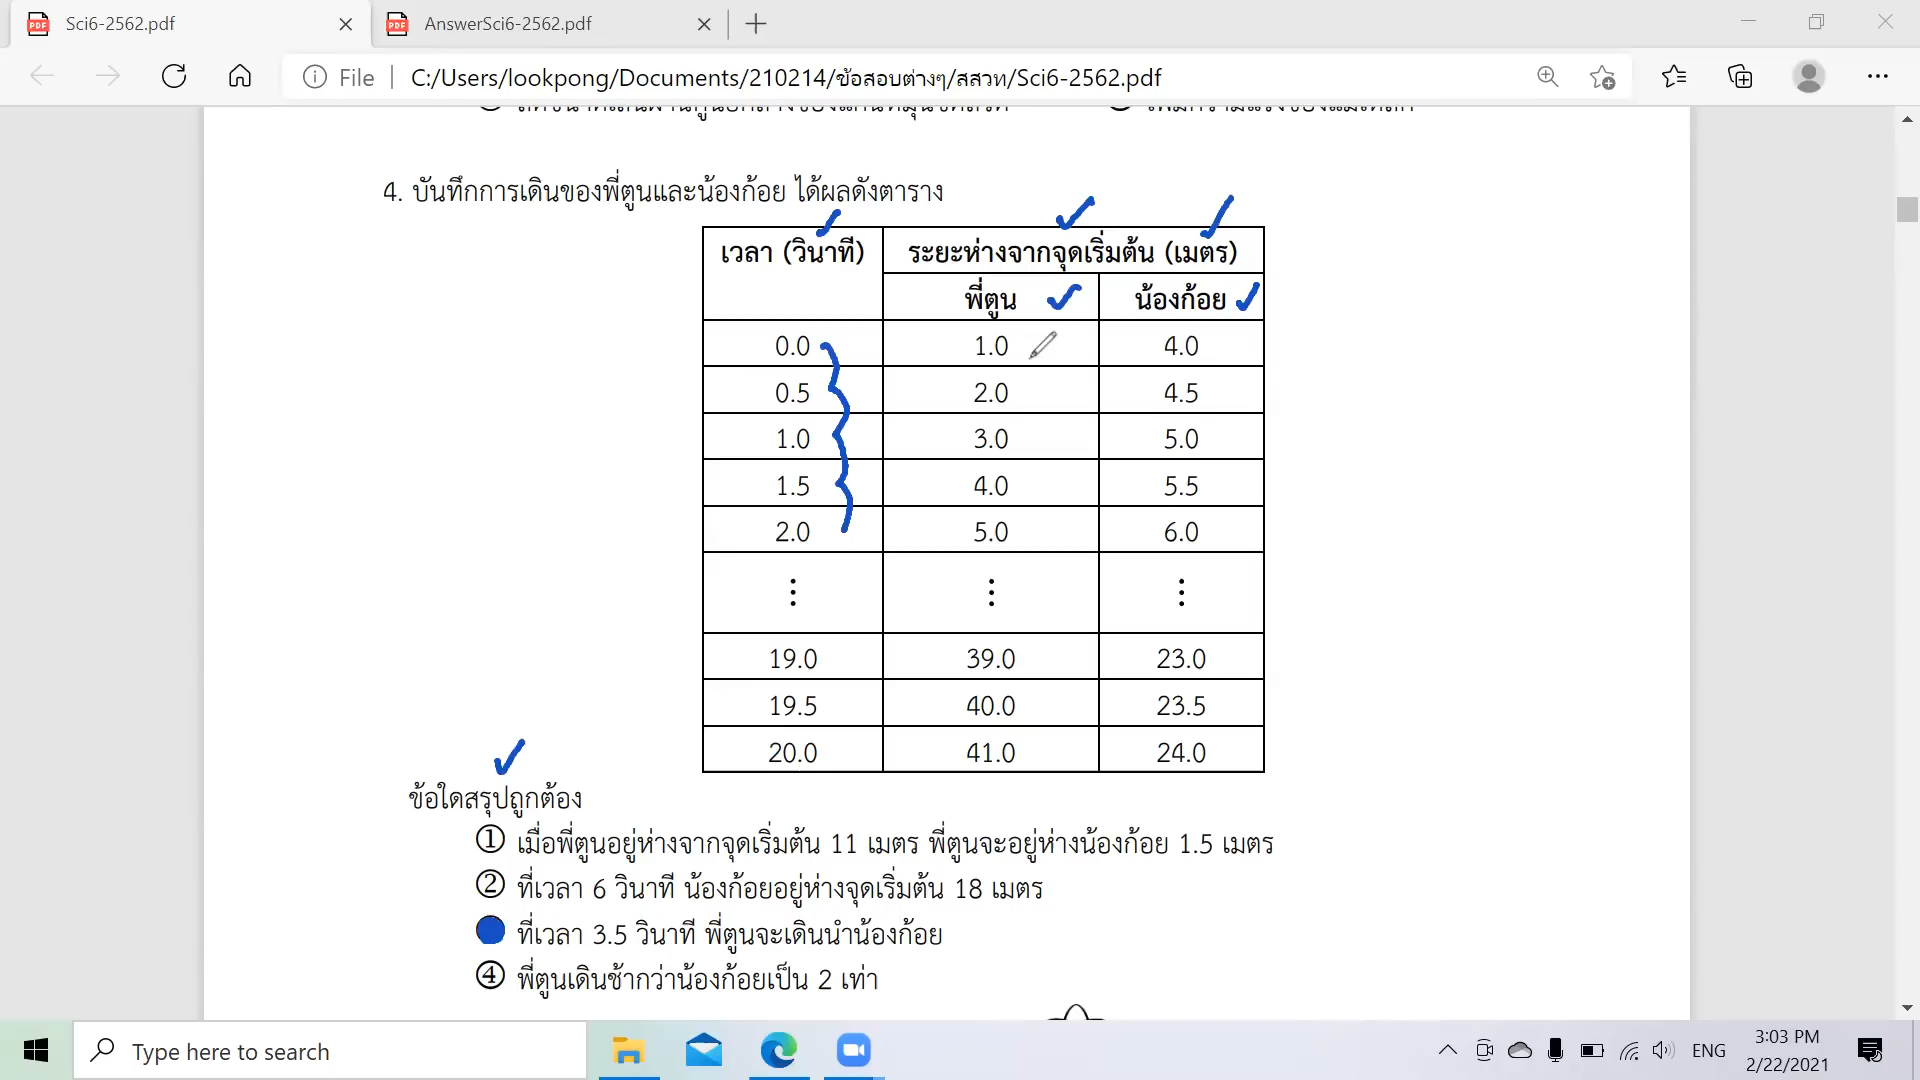 Sci6-2562.pdf
AnswerSci6-2562.pdf
File
C:/Users/lookpong/Documents/210214/ข้อสอบต่างๆ/สสวท/Sci6-2562.pdf
4. บันทึกการเดินของพี่ตูนและน้องก้อย ได้ผลดังตาราง
เวลา (วินาที) ระยะห่างจากจุดเริ่มต้น (เมตร)
พี่ตูน น้องก้อย
0.0 1.0 4.0
0.5 2.0 4.5
1.0 3.0 5.0
1.5 4.0 5.5
2.0 5.0 6.0
⋮ ⋮ ⋮
19.0 39.0 23.0
19.5 40.0 23.5
20.0 41.0 24.0
ข้อใดสรุปถูกต้อง
① เมื่อพี่ตูนอยู่ห่างจากจุดเริ่มต้น 11 เมตร พี่ตูนจะอยู่ห่างน้องก้อย 1.5 เมตร
② ที่เวลา 6 วินาที น้องก้อยอยู่ห่างจุดเริ่มต้น 18 เมตร
ที่เวลา 3.5 วินาที พี่ตูนจะเดินนำน้องก้อย
④ พี่ตูนเดินช้ากว่าน้องก้อยเป็น 2 เท่า
Type here to search
ENG
3:03 PM
2/22/2021